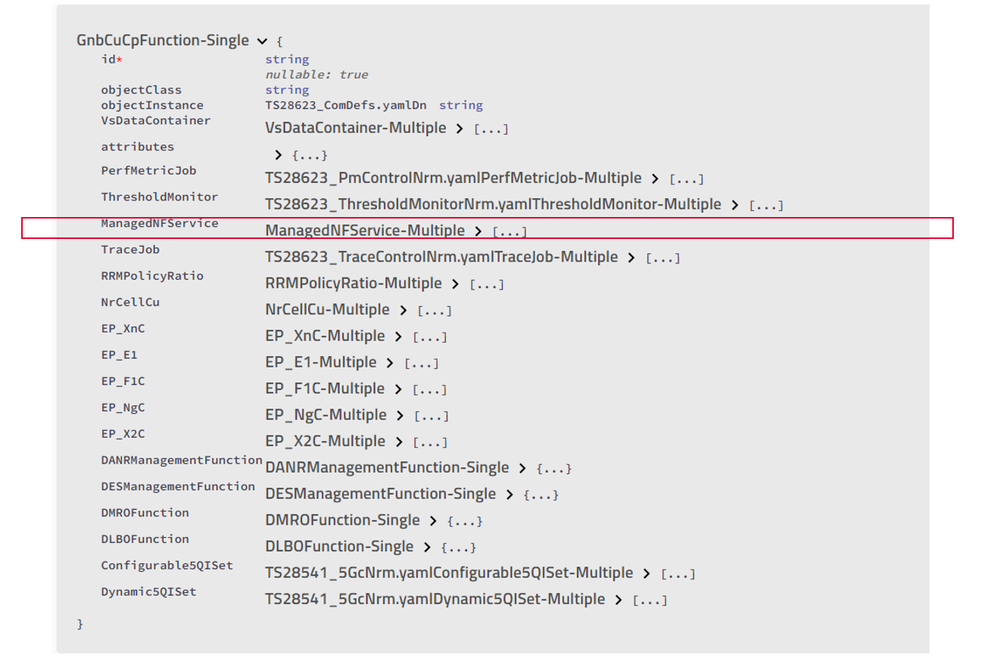 GnbCuCpFunction-Single {
id* string
nullable: true
objectClass string
objectInstance TS28623_ComDefs.yamlDn string
VsDataContainer VsDataContainer-Multiple [...]
attributes {...}
PerfMetricJob TS28623_PmControlNrm.yamlPerfMetricJob-Multiple [...]
ThresholdMonitor TS28623_ThresholdMonitorNrm.yamlThresholdMonitor-Multiple [...]
ManagedNFService ManagedNFService-Multiple [...]
TraceJob TS28623_TraceControlNrm.yamlTraceJob-Multiple [...]
RRMPolicyRatio RRMPolicyRatio-Multiple [...]
NrCellCu NrCellCu-Multiple [...]
EP_XnC EP_XnC-Multiple [...]
EP_E1 EP_E1-Multiple [...]
EP_F1C EP_F1C-Multiple [...]
EP_NgC EP_NgC-Multiple [...]
EP_X2C EP_X2C-Multiple [...]
DANRManagementFunction DANRManagementFunction-Single {...}
DESManagementFunction DESManagementFunction-Single {...}
DMROFunction DMROFunction-Single {...}
DLBOFunction DLBOFunction-Single {...}
Configurable5QISet TS28541_5GcNrm.yamlConfigurable5QISet-Multiple [...]
Dynamic5QISet TS28541_5GcNrm.yamlDynamic5QISet-Multiple [...]
}